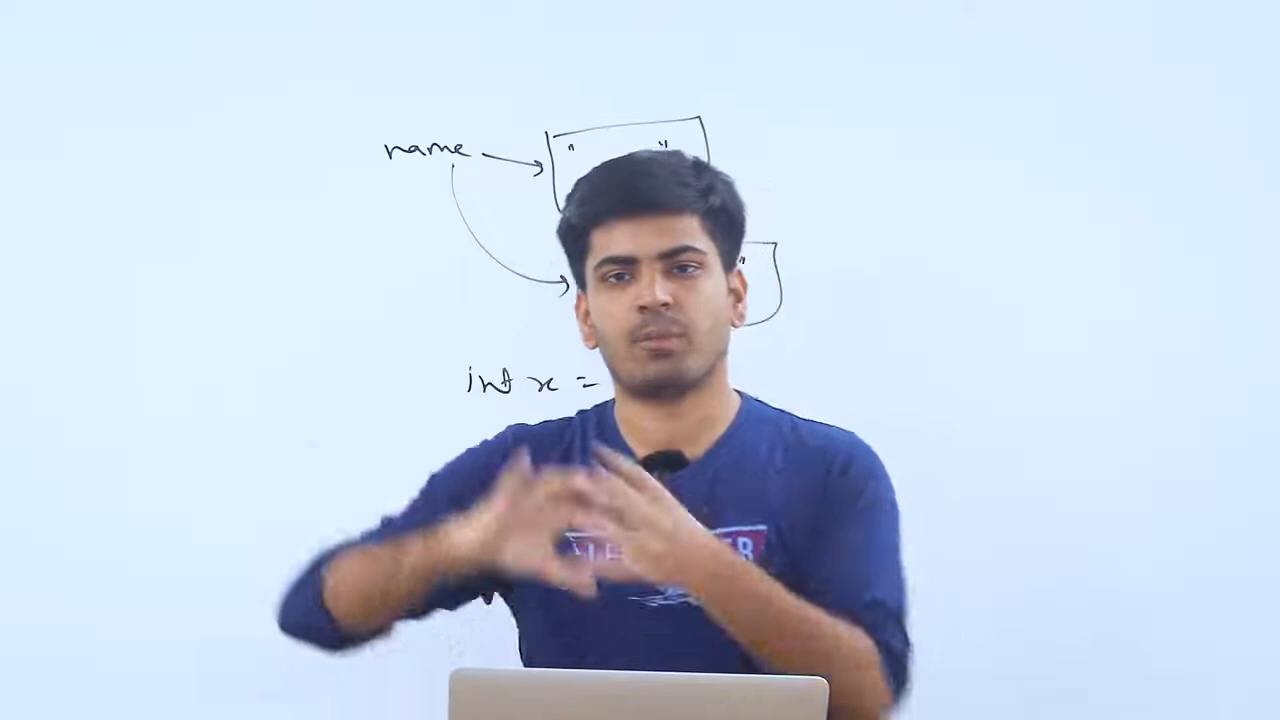 name
" "
"
int x =